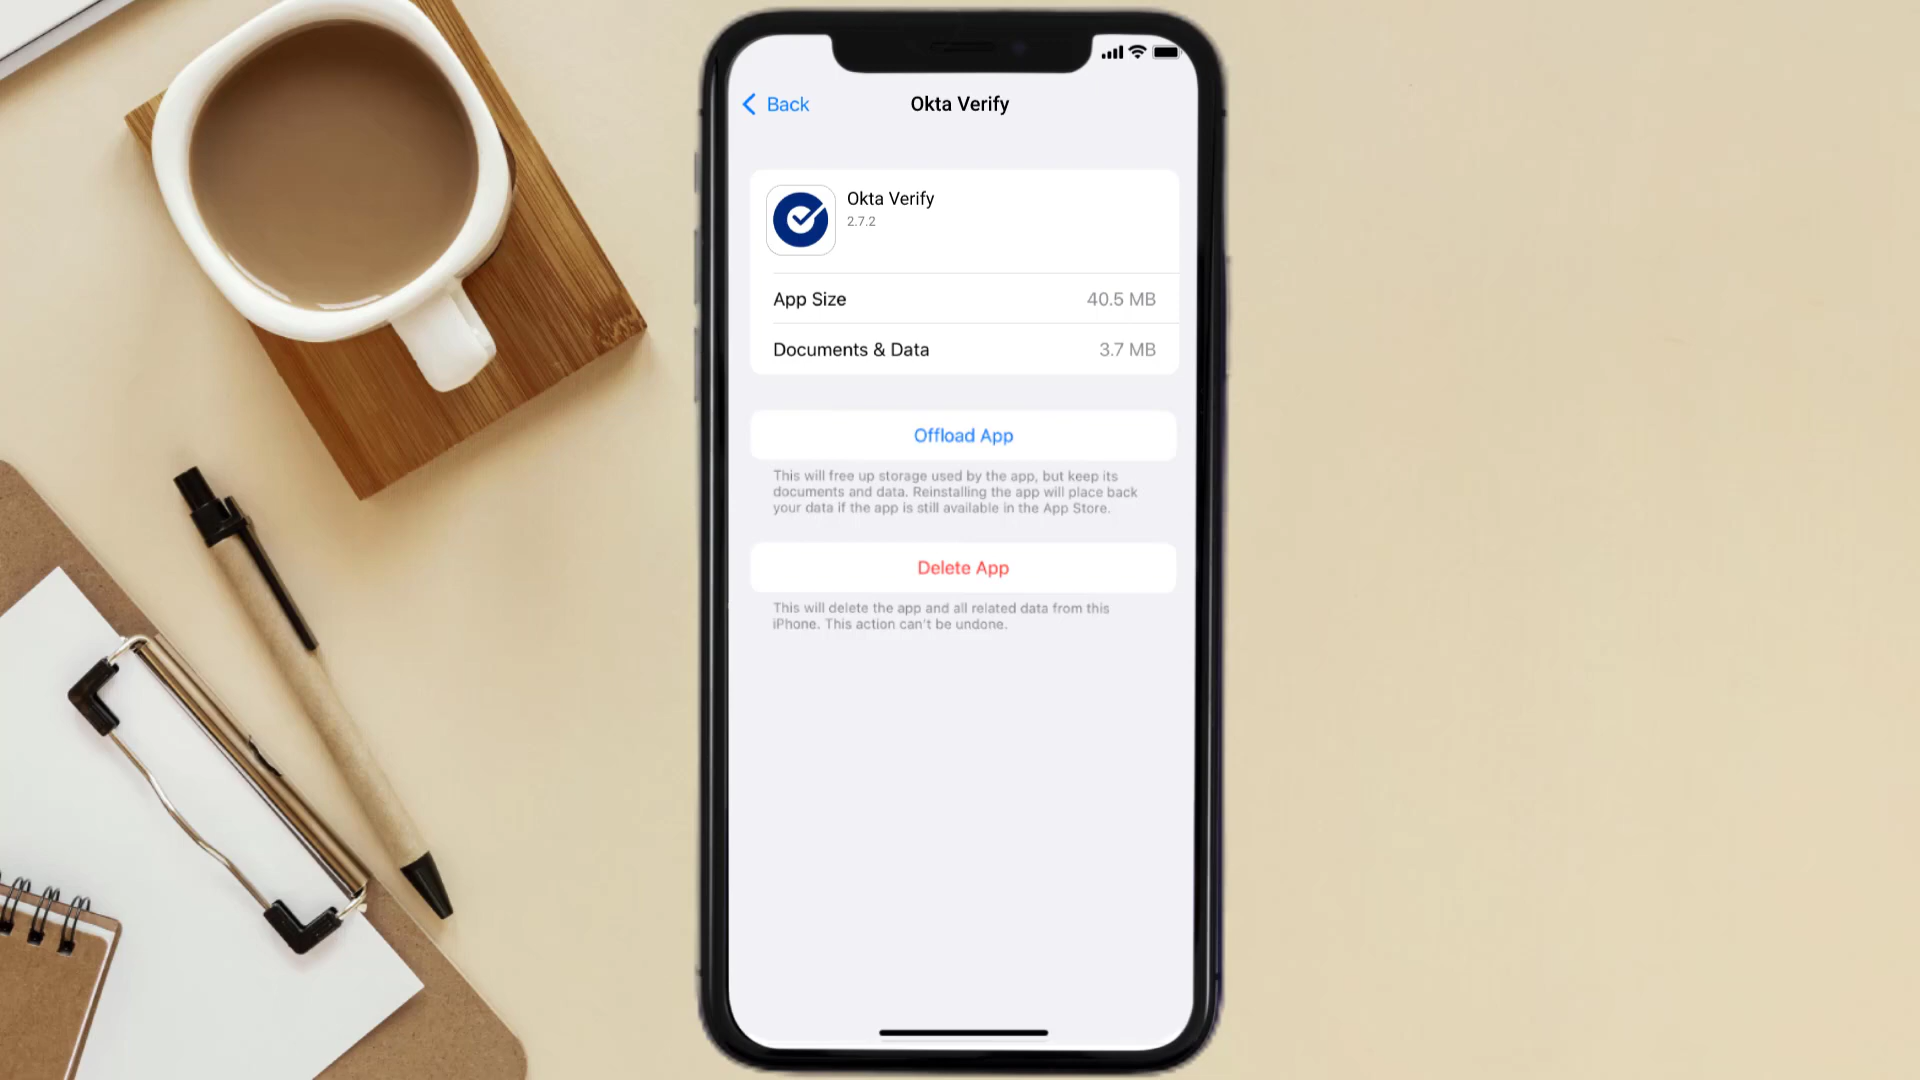 Back
Okta Verify
Okta Verify
2.7.2
App Size
40.5 MB
Documents & Data
3.7 MB
Offload App
This will free up storage used by the app, but keep its
documents and data. Reinstalling the app will place back
your data if the app is still available in the App Store.
Delete App
This will delete the app and all related data from this
iPhone. This action can't be undone.